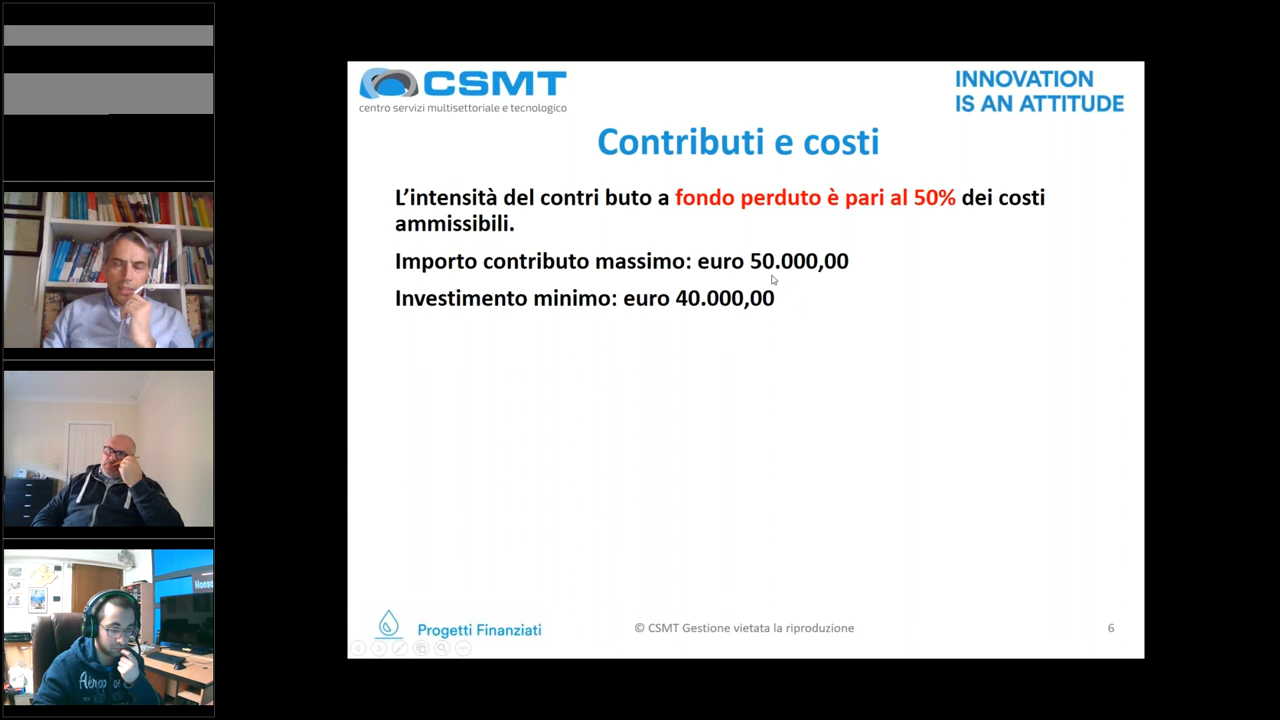 CSMT
centro servizi multisettoriale e tecnologico
INNOVATION
IS AN ATTITUDE
Contributi e costi
L'intensità del contri buto a fondo perduto è pari al 50% dei costi
ammissibili.
Importo contributo massimo: euro 50.000,00
Investimento minimo: euro 40.000,00
Progetti Finanziati
© CSMT Gestione vietata la riproduzione
6